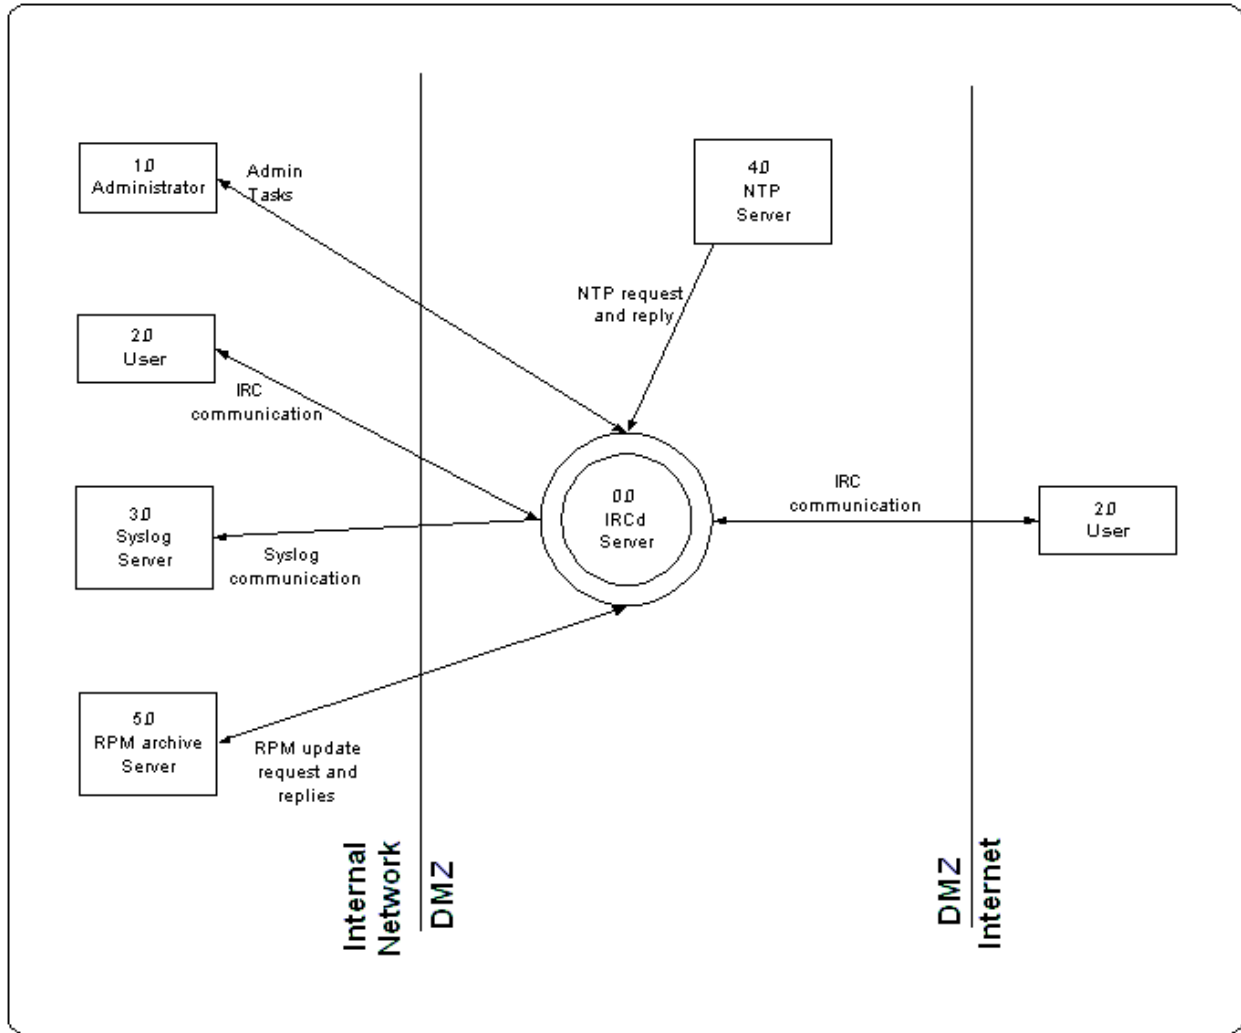 1.0
Administrator
Admin
Tasks
4.0
NTP
Server
NTP request
and reply
2.0
User
IRC
communication
3.0
Syslog
Server
Syslog
communication
0.0
IRCd
Server
IRC
communication
2.0
User
5.0
RPM archive
Server
RPM update
request and
replies
Internal
Network
DMZ
DMZ
Internet